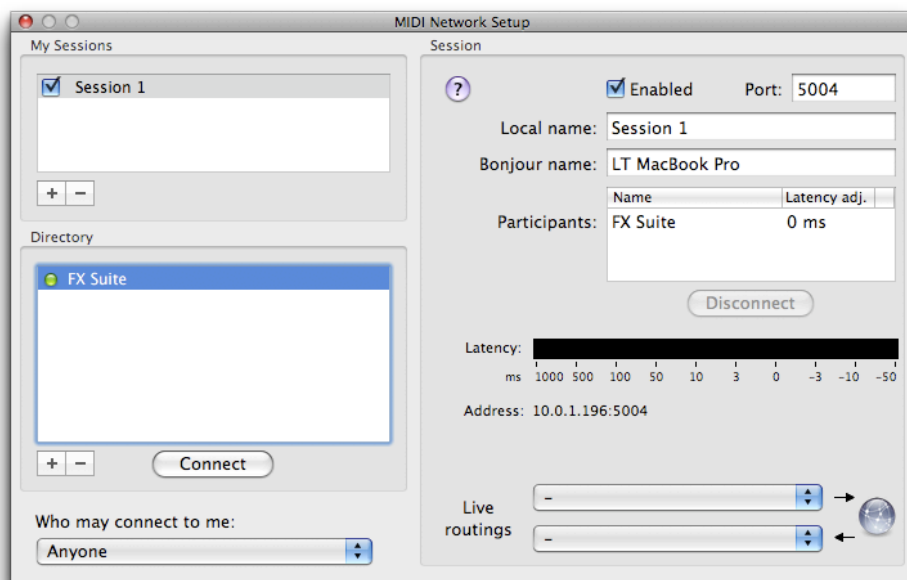 MIDI Network Setup
My Sessions
Session 1
+ −
Directory
FX Suite
+ −
Connect
Who may connect to me:
Anyone
Session
?
Enabled
Port: 5004
Local name: Session 1
Bonjour name: LT MacBook Pro
Name Latency adj.
Participants: FX Suite 0 ms
Disconnect
Latency:
ms 1000 500 100 50 10 3 0 -3 -10 -50
Address: 10.0.1.196:5004
Live
routings
-
-